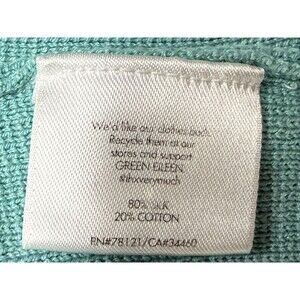 We'd like our clothes back.
Recycle them at our
stores and support
GREEN EILEEN.
@thxverymuch
80% SILK
20% COTTON
RN#78121/CA#34460